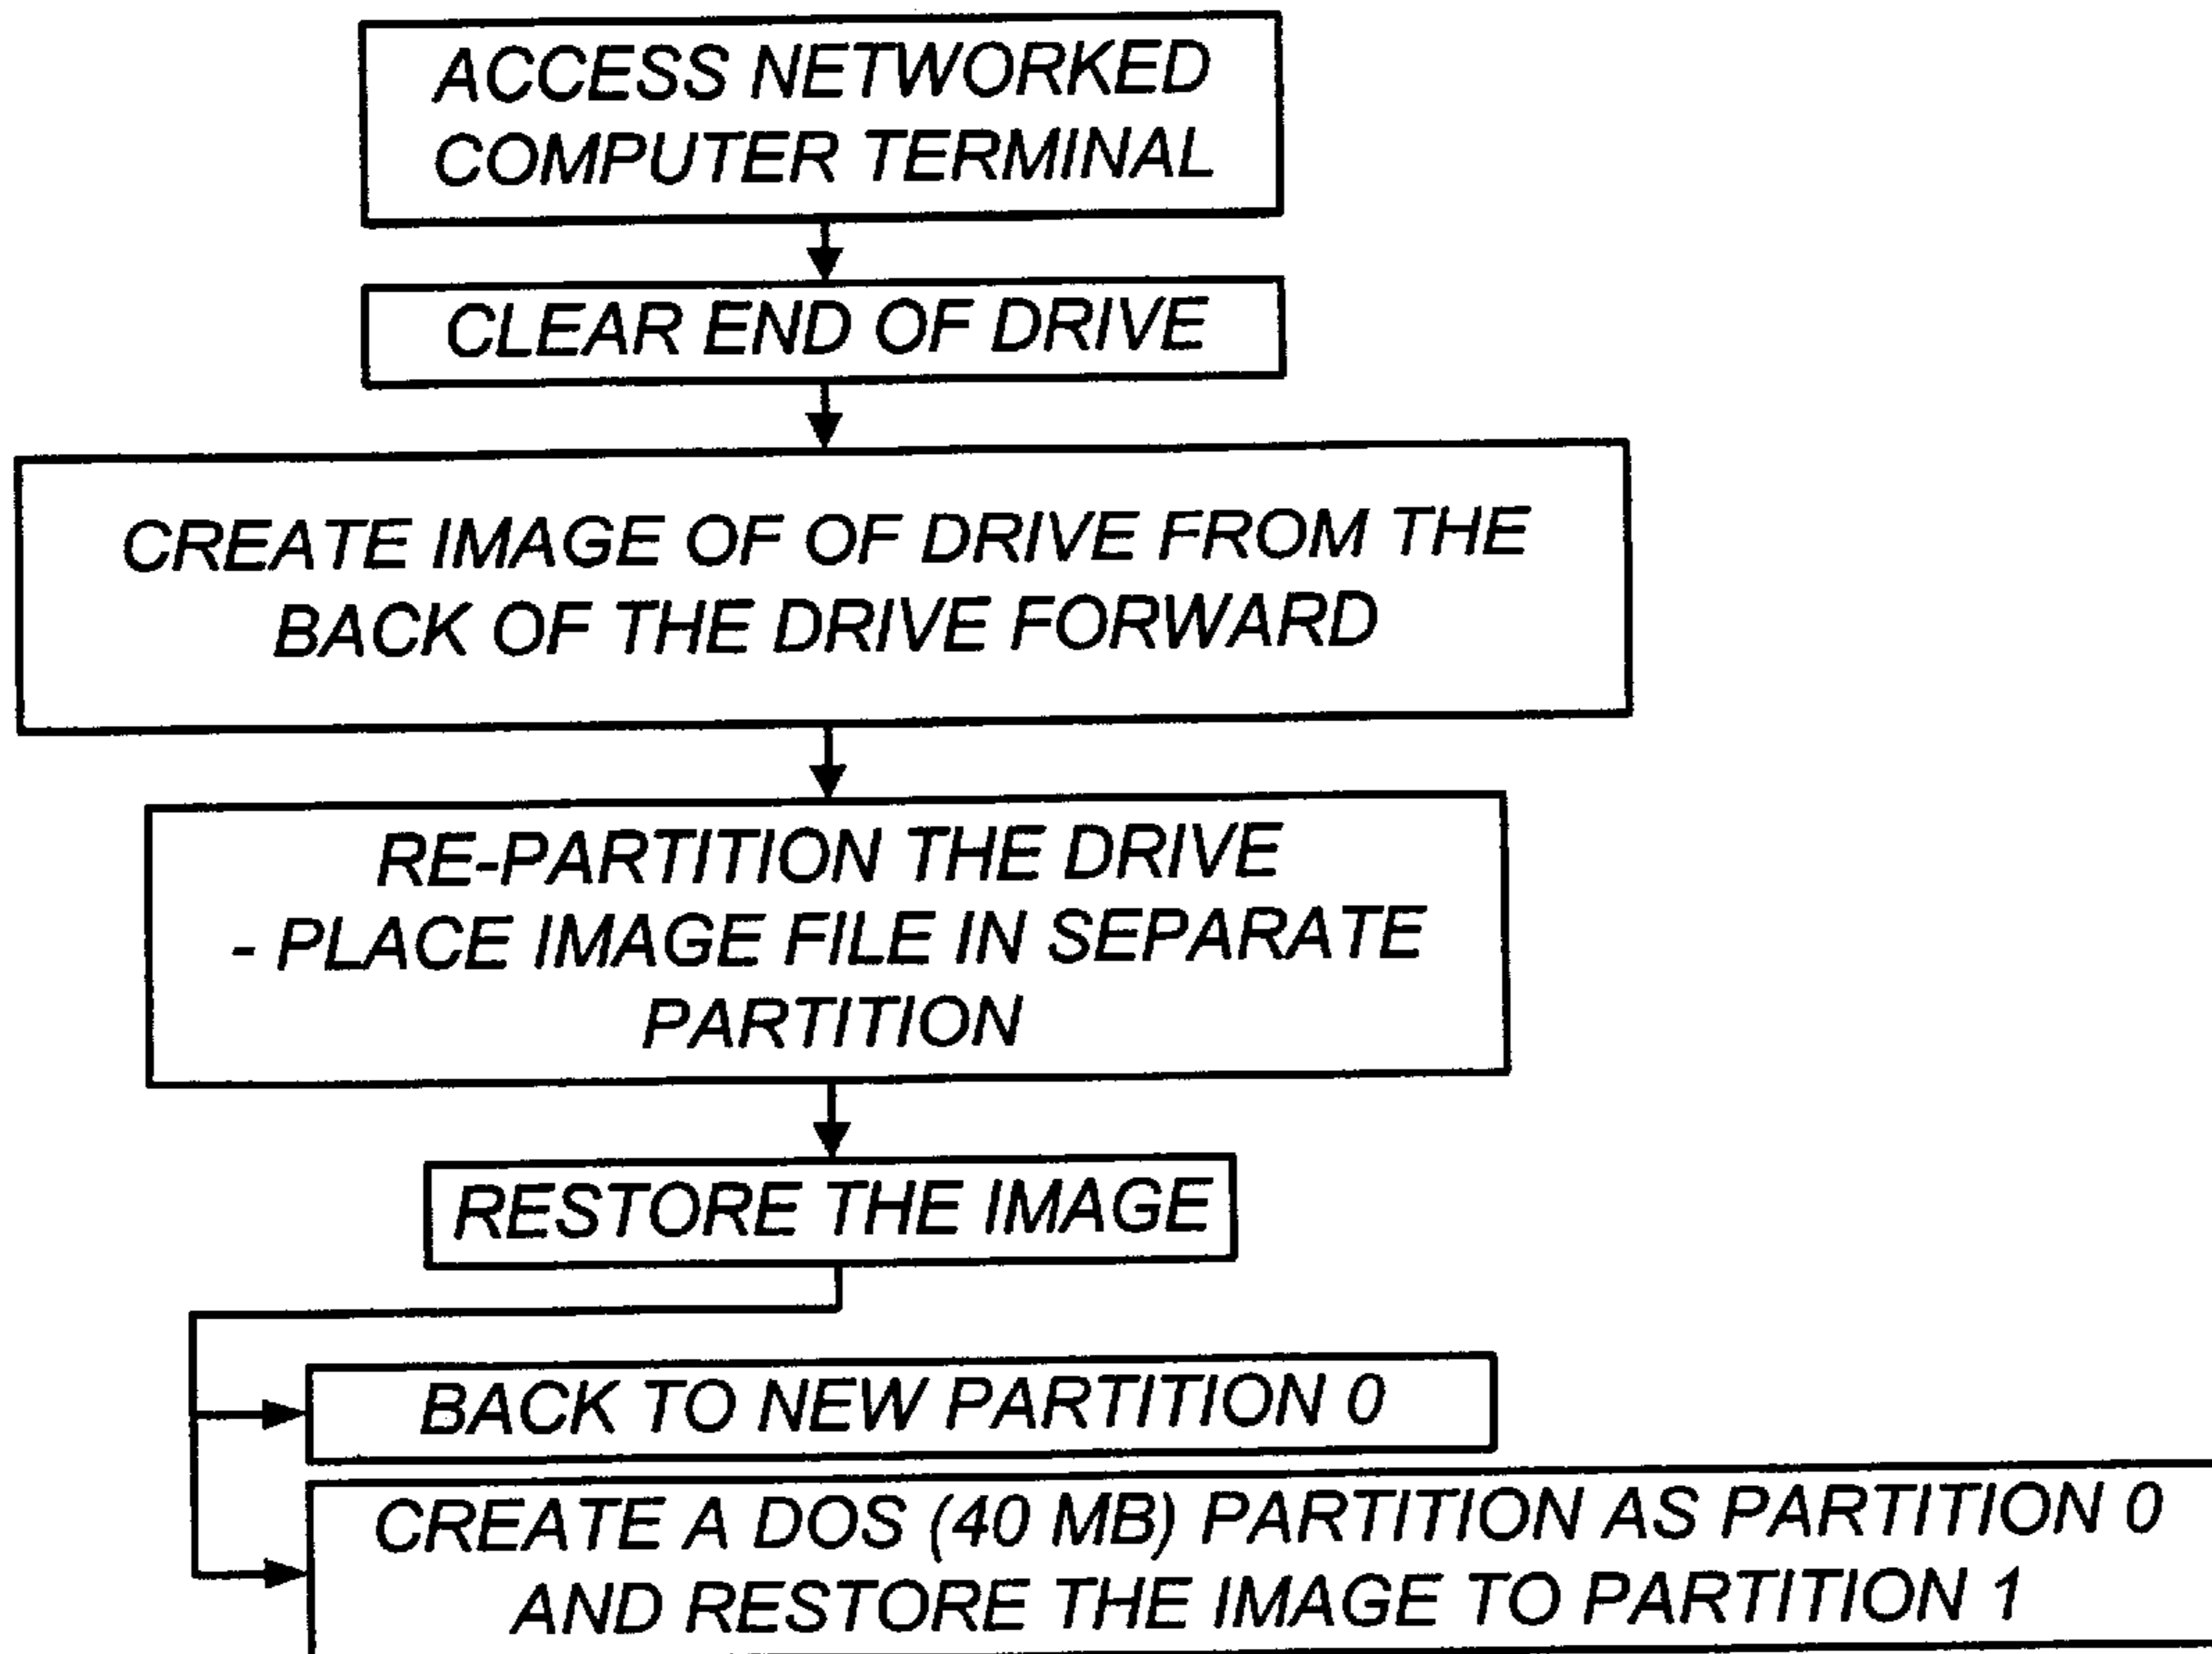 ACCESS NETWORKED
COMPUTER TERMINAL
CLEAR END OF DRIVE
CREATE IMAGE OF OF DRIVE FROM THE
BACK OF THE DRIVE FORWARD
RE-PARTITION THE DRIVE
- PLACE IMAGE FILE IN SEPARATE
PARTITION
RESTORE THE IMAGE
BACK TO NEW PARTITION 0
CREATE A DOS (40 MB) PARTITION AS PARTITION 0
AND RESTORE THE IMAGE TO PARTITION 1